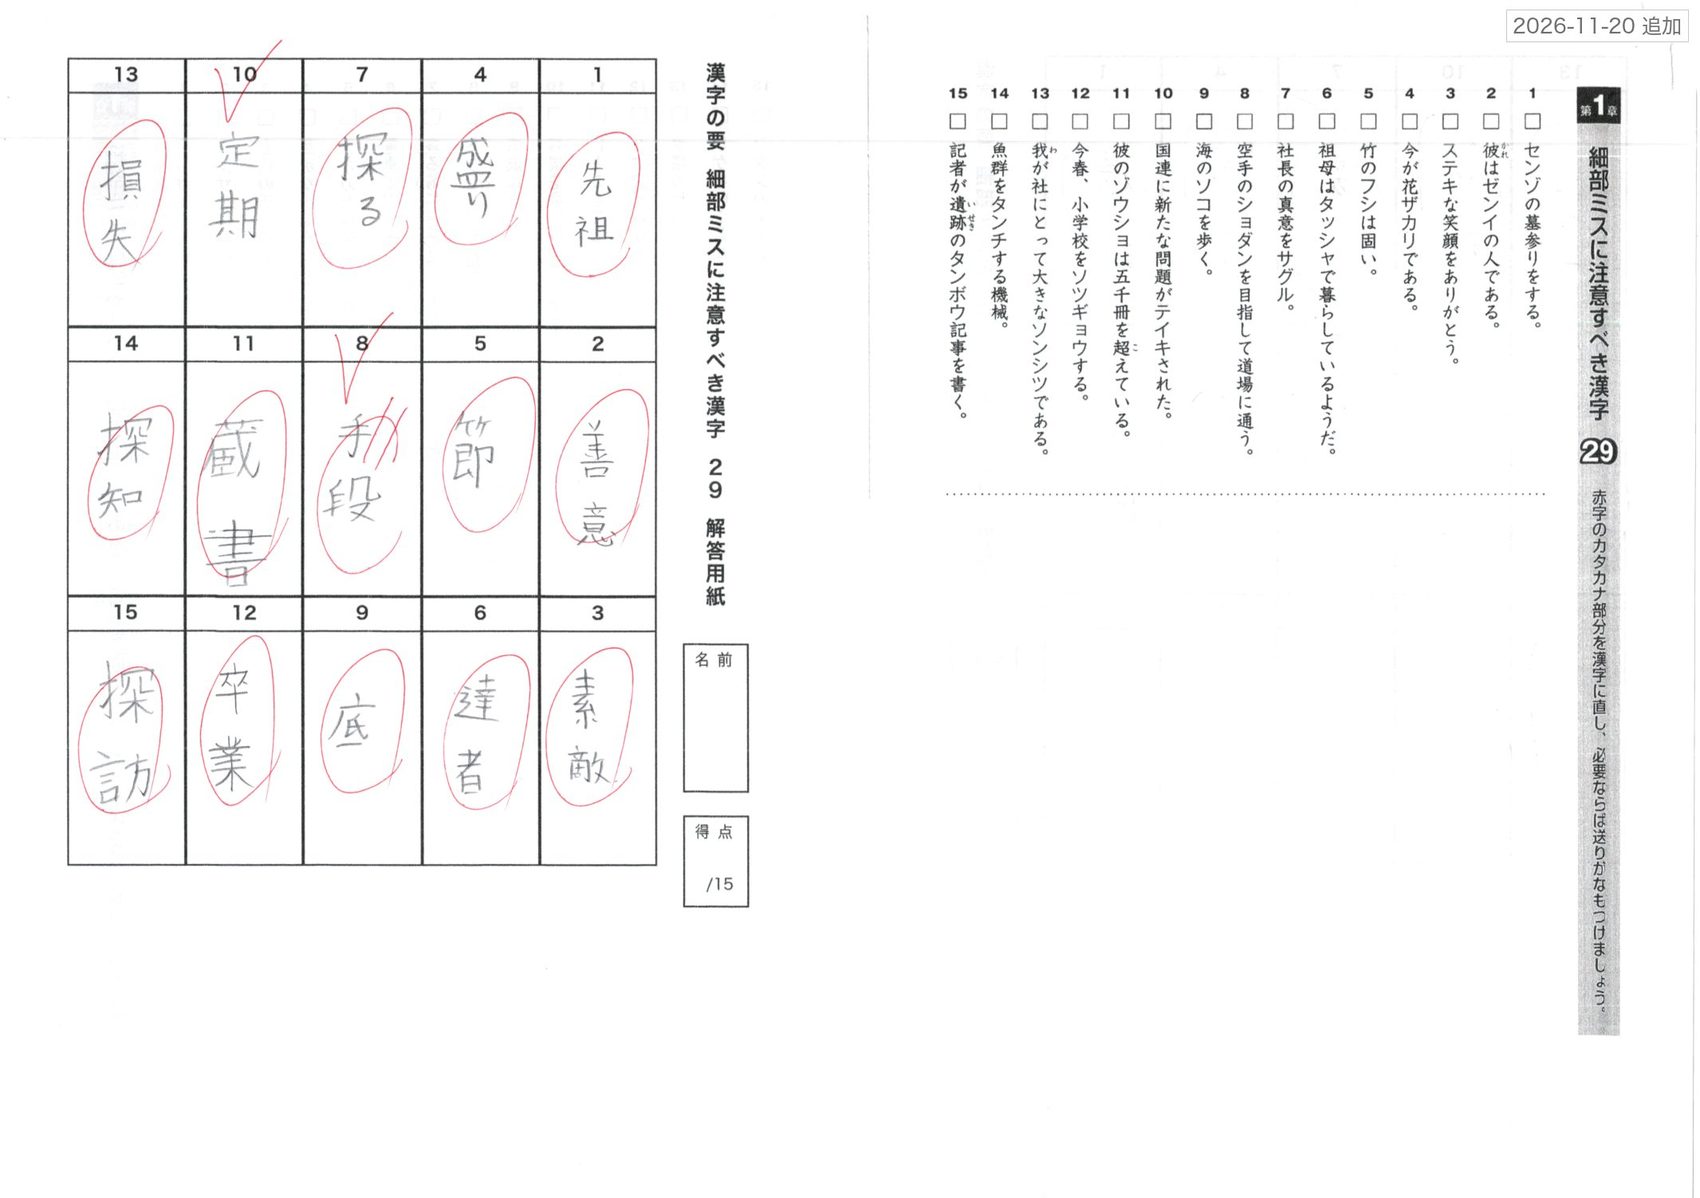 2026-11-20 追加
第1章 細部ミスに注意すべき漢字 29 赤字のカタカナ部分を漢字に直し、必要ならば送りがなもつけましょう。
1 □ センゾの墓参りをする。
2 □ 彼はゼンイの人である。
かれ
3 □ ステキな笑顔をありがとう。
4 □ 今が花ザカリである。
5 □ 竹のフシは固い。
6 □ 祖母はタッシャで暮らしているようだ。
7 □ 社長の真意をサグル。
8 □ 空手のショダンを目指して道場に通う。
9 □ 海のソコを歩く。
10 □ 国連に新たな問題がテイキされた。
11 □ 彼のゾウショは五千冊を超えている。
こ
12 □ 今春、小学校をソツギョウする。
13 □ 我が社にとって大きなソンシツである。
わ
14 □ 魚群をタンチする機械。
15 □ 記者が遺跡のタンボウ記事を書く。
いせき
漢字の要 細部ミスに注意すべき漢字 29 解答用紙
名前
得点
/15
1
先祖
2
善意
3
素敵
4
盛り
5
節
6
達者
7
探る
8
手段
9
底
10
定期
11
蔵書
12
卒業
13
損失
14
探知
15
探訪